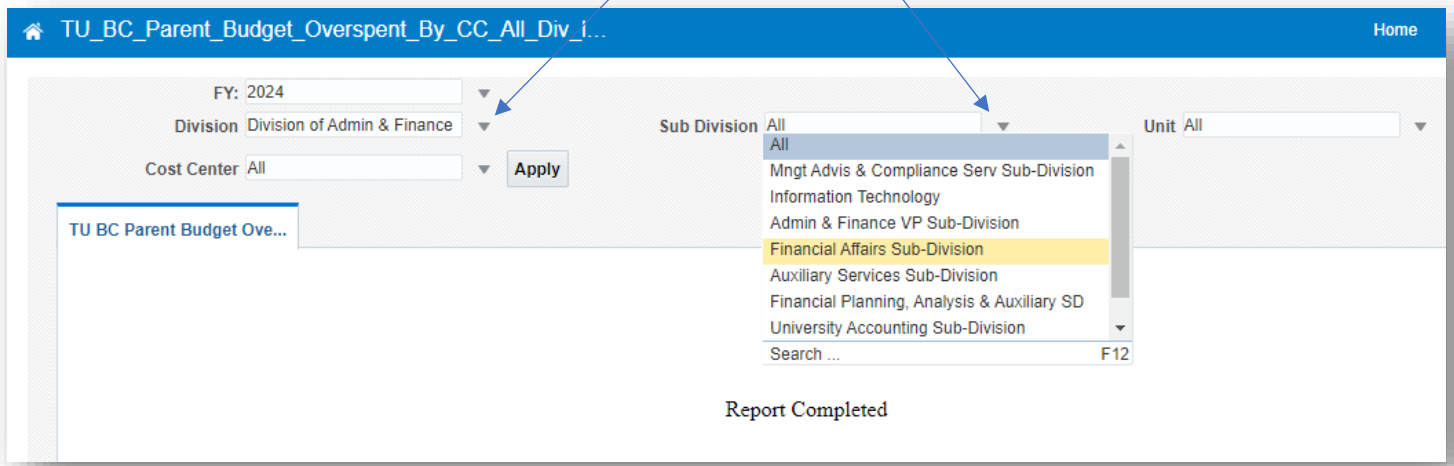 TU_BC_Parent_Budget_Overspent_By_CC_All_Div_i... Home
FY: 2024
Division Division of Admin & Finance Sub Division All Unit All
Cost Center All Apply
All
Mngt Advis & Compliance Serv Sub-Division
Information Technology
Admin & Finance VP Sub-Division
Financial Affairs Sub-Division
Auxiliary Services Sub-Division
Financial Planning, Analysis & Auxiliary SD
University Accounting Sub-Division
Search ... F12
TU BC Parent Budget Ove...
Report Completed